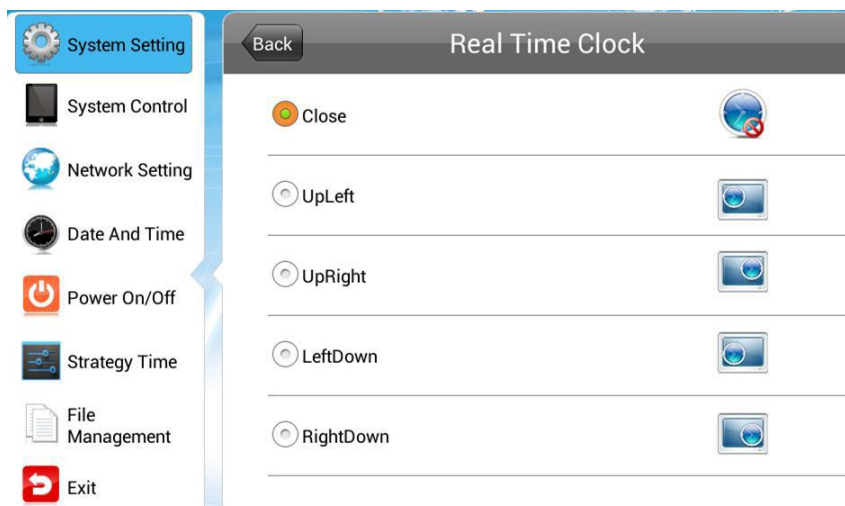 System Setting
System Control
Network Setting
Date And Time
Power On/Off
Strategy Time
File
Management
Exit
Back
Real Time Clock
Close
UpLeft
UpRight
LeftDown
RightDown